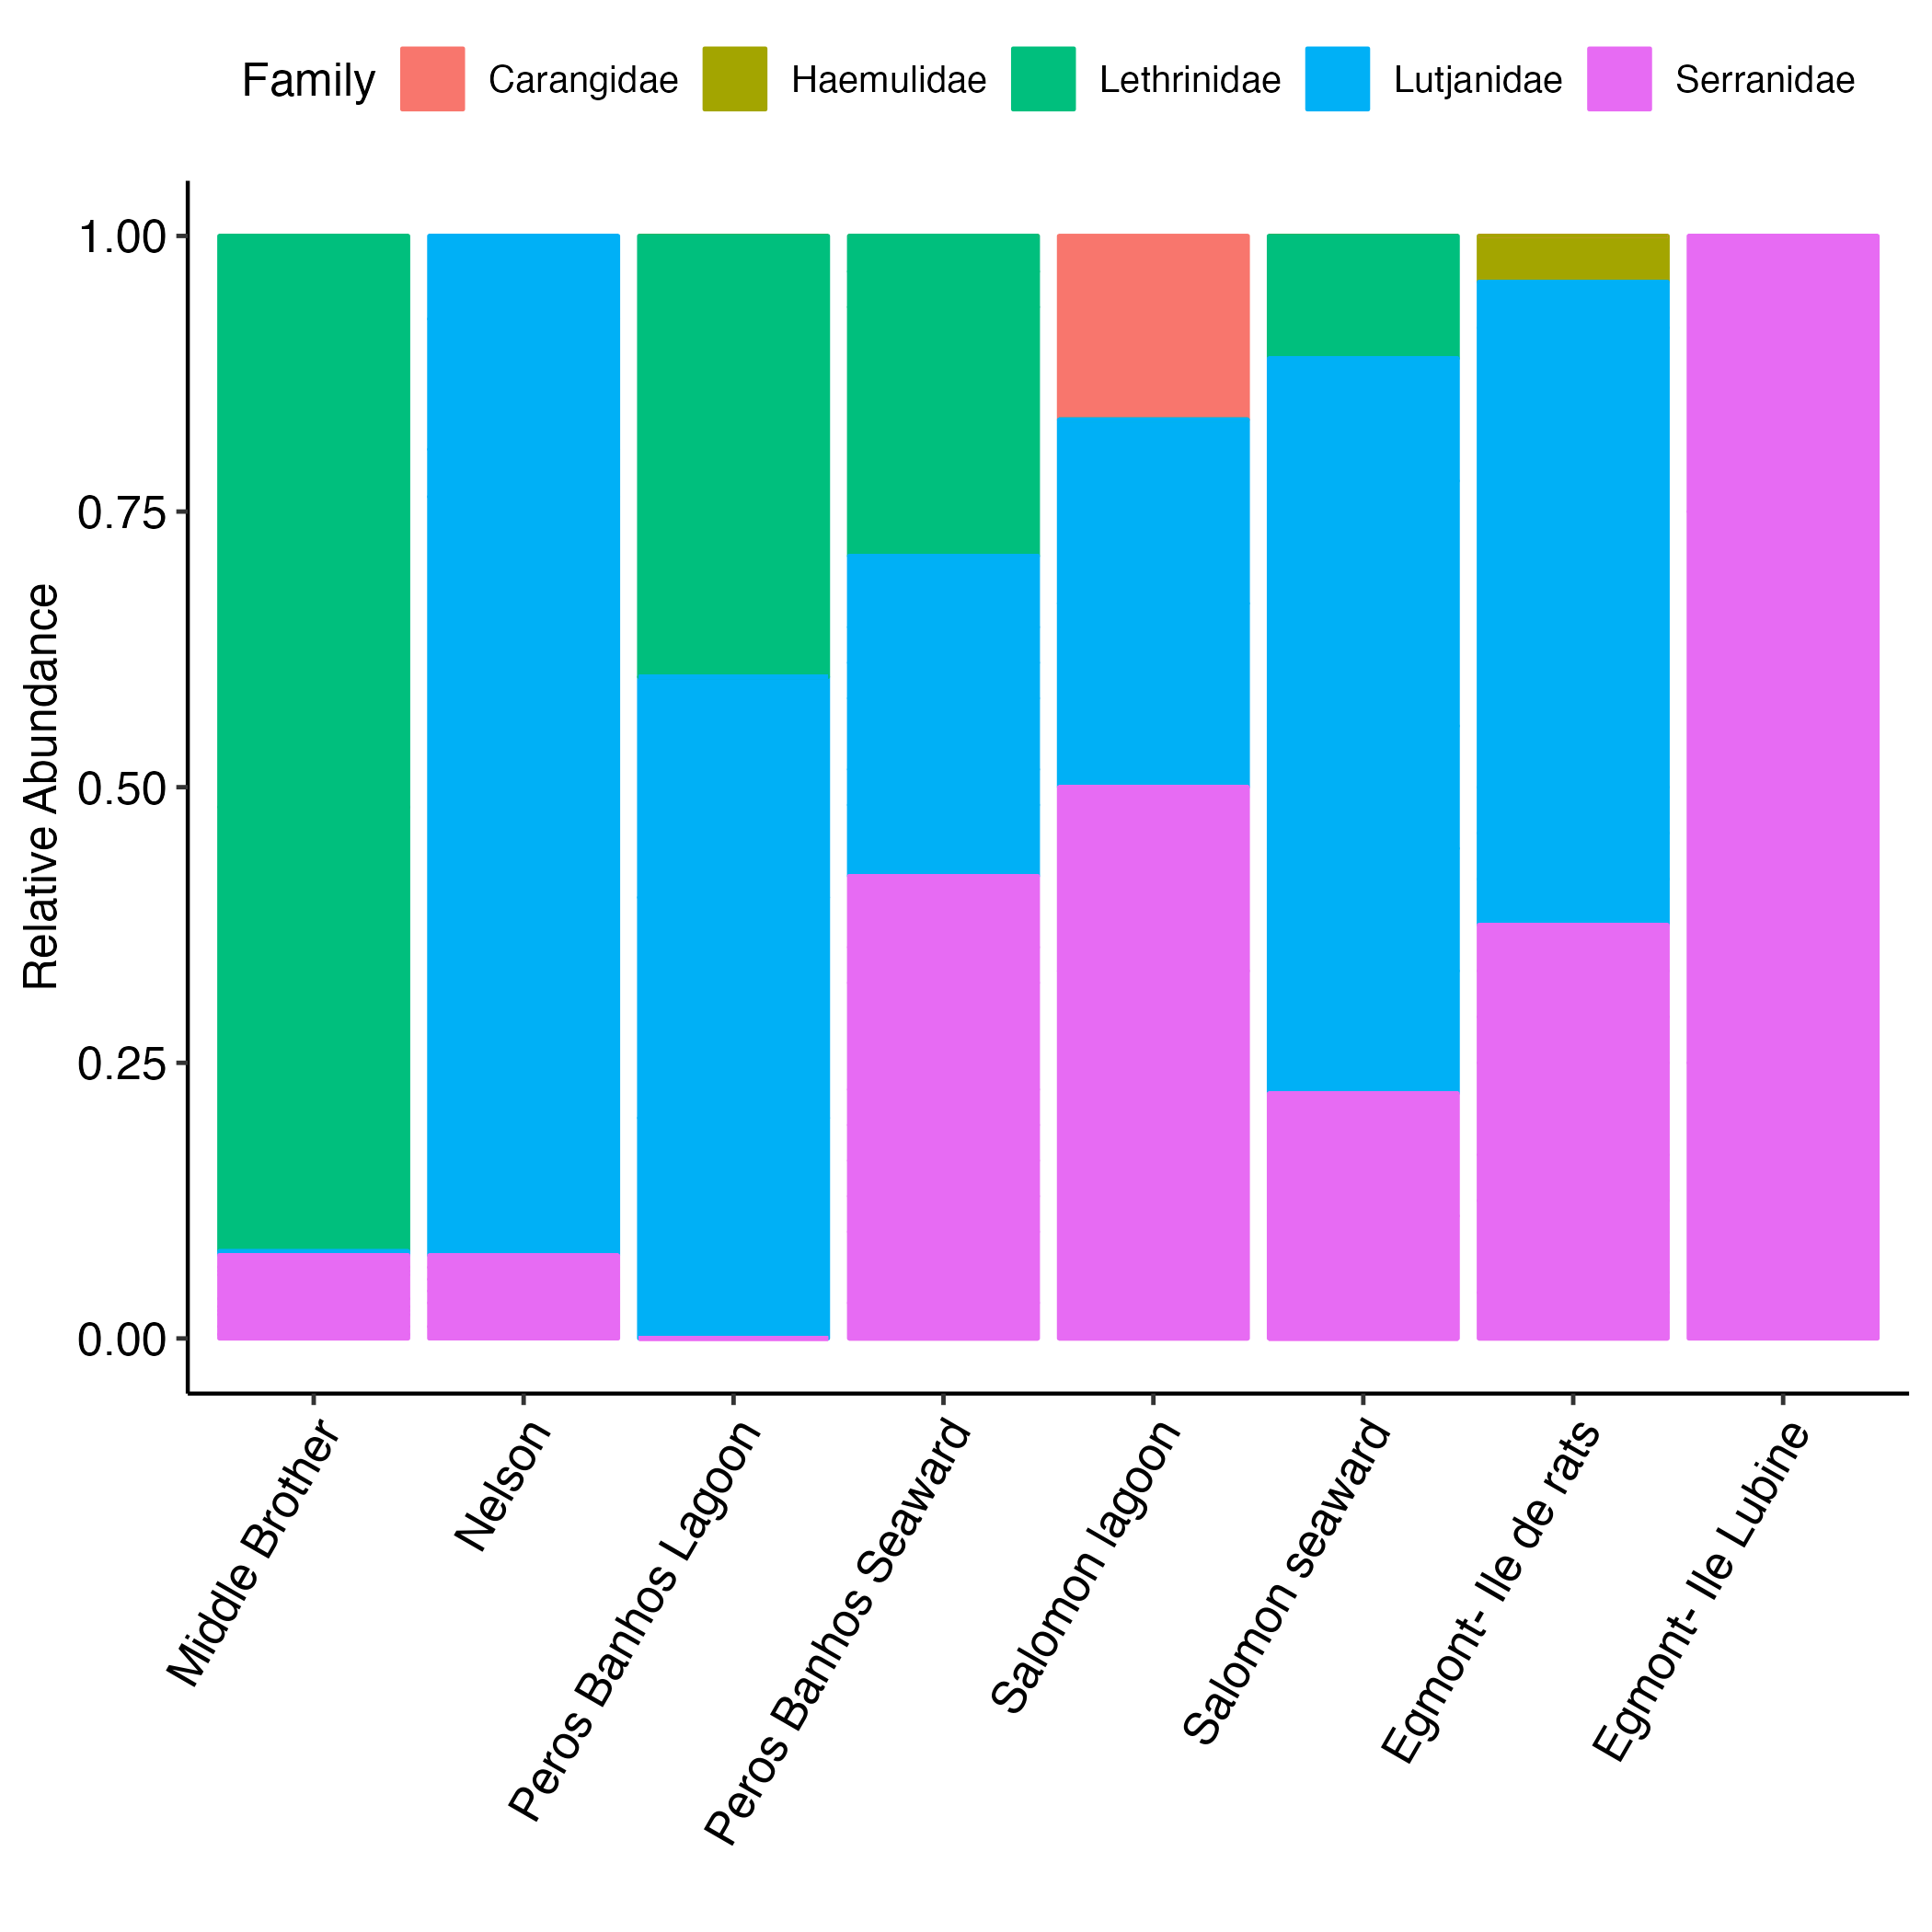 Family Carangidae Haemulidae Lethrinidae Lutjanidae Serranidae
Relative Abundance
1.00
0.75
0.50
0.25
0.00
Middle Brother
Nelson
Peros Banhos Lagoon
Peros Banhos Seaward
Salomon lagoon
Salomon seaward
Egmont- Ile de rats
Egmont- Ile Lubine